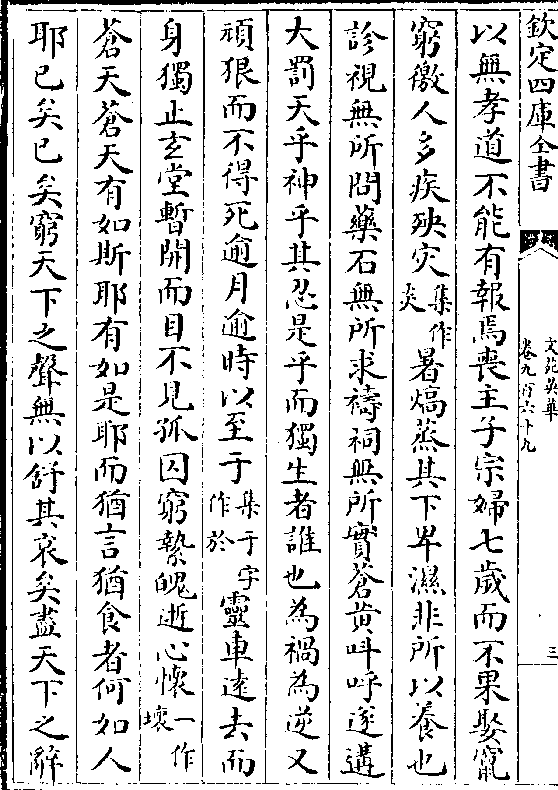 欽定四庫全書
文苑英華
卷九百六十九
三
以無孝道不能有報焉喪主子宗婦七歲而不果娶竄
窮徼人多疾殃灾集作炎暑熇蒸其下卑濕非所以養也
診視無所問藥石無所求禱祠無所實蒼黃叫呼遂遘
大罰天乎神乎其忍是乎而獨生者誰也為禍為逆又
頑狠而不得死逾月逾時以至于集于字作於靈車逺去而
身獨止玄堂暫開而目不見孤囚窮縶魄逝心懐一作壊
蒼天蒼天有如斯耶有如是耶而猶言猶食者何如人
耶已矣已矣窮天下之聲無以舒其哀矣盡天下之辭